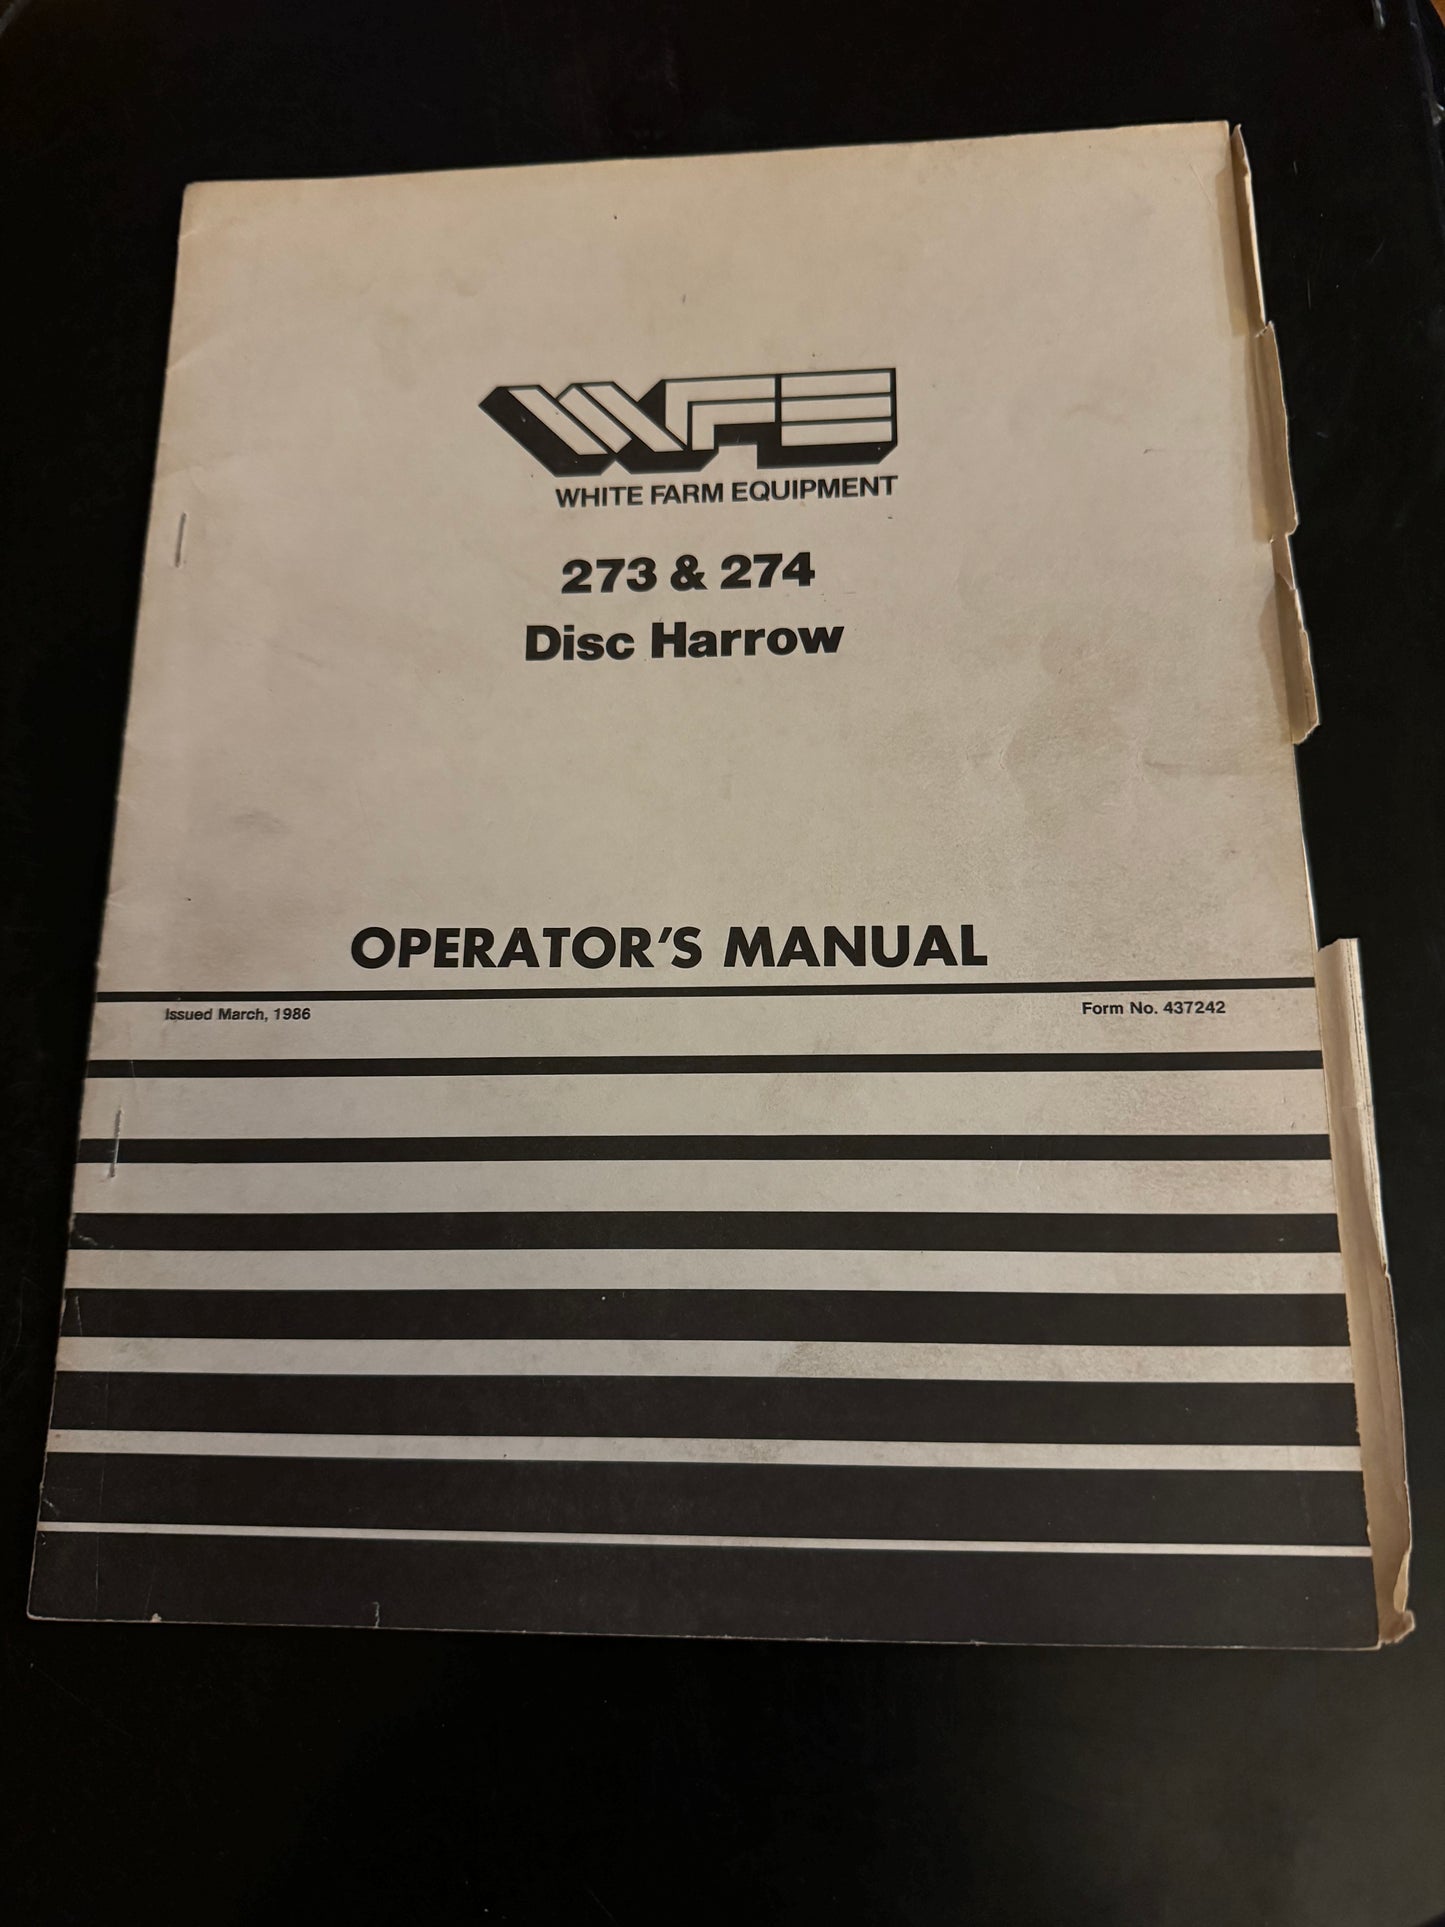 WFE
WHITE FARM EQUIPMENT
273 & 274
Disc Harrow
OPERATOR'S MANUAL
Issued March, 1986
Form No. 437242